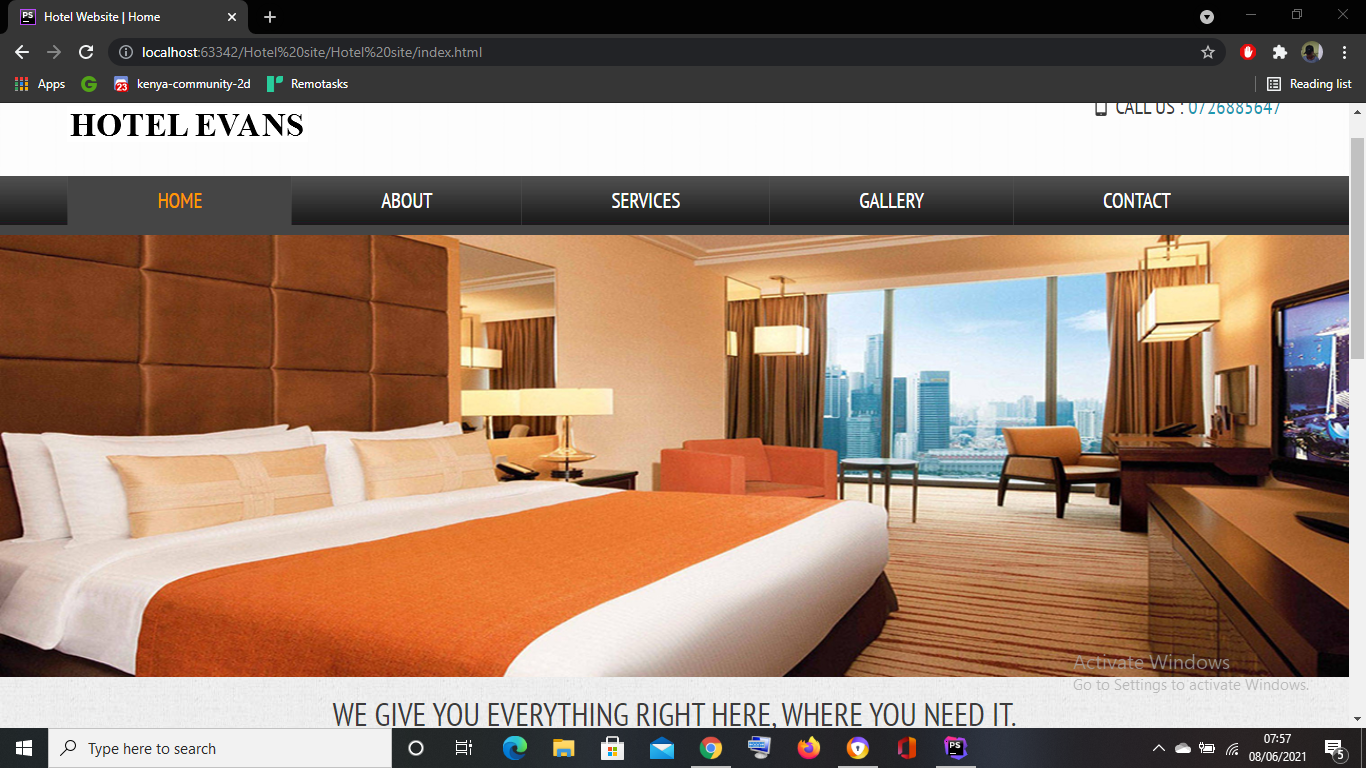 Hotel Website | Home
localhost:63342/Hotel%20site/Hotel%20site/index.html
Apps
23
kenya-community-2d
Remotasks
Reading list
HOTEL EVANS
CALL US : 0726885647
HOME
ABOUT
SERVICES
GALLERY
CONTACT
Activate Windows
Go to Settings to activate Windows.
WE GIVE YOU EVERYTHING RIGHT HERE, WHERE YOU NEED IT.
Type here to search
07:57
08/06/2021
5